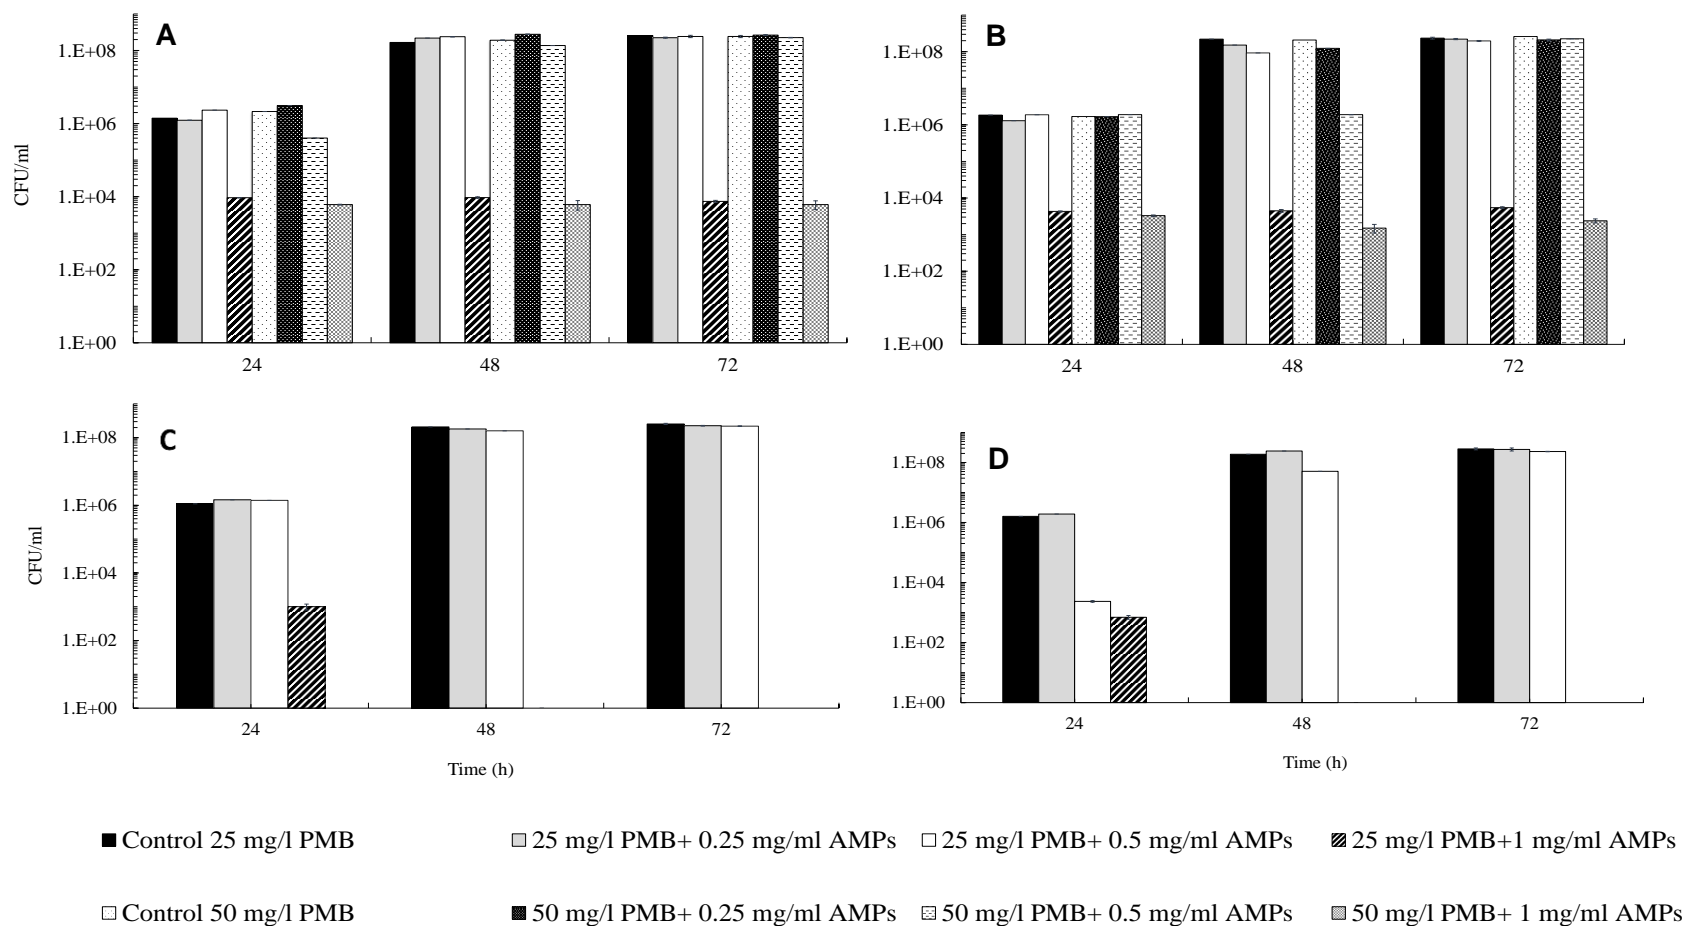 A
1.E+08
1.E+06
1.E+04
1.E+02
1.E+00
CFU/ml
24 48 72
B
1.E+08
1.E+06
1.E+04
1.E+02
1.E+00
24 48 72
C
1.E+08
1.E+06
1.E+04
1.E+02
1.E+00
CFU/ml
24 48 72
Time (h)
D
1.E+08
1.E+06
1.E+04
1.E+02
1.E+00
24 48 72
Time (h)
Control 25 mg/l PMB 25 mg/l PMB+ 0.25 mg/ml AMPs 25 mg/l PMB+ 0.5 mg/ml AMPs 25 mg/l PMB+1 mg/ml AMPs
Control 50 mg/l PMB 50 mg/l PMB+ 0.25 mg/ml AMPs 50 mg/l PMB+ 0.5 mg/ml AMPs 50 mg/l PMB+ 1 mg/ml AMPs